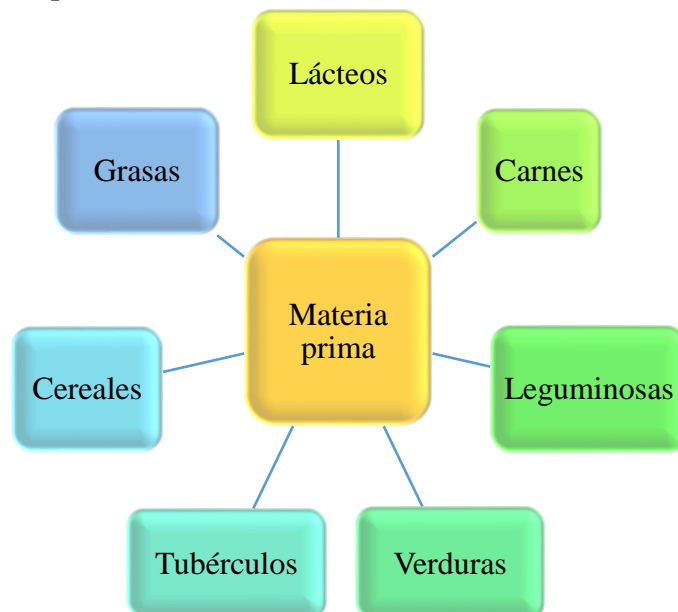 Lácteos
Carnes
Leguminosas
Verduras
Tubérculos
Cereales
Grasas
Materia
prima